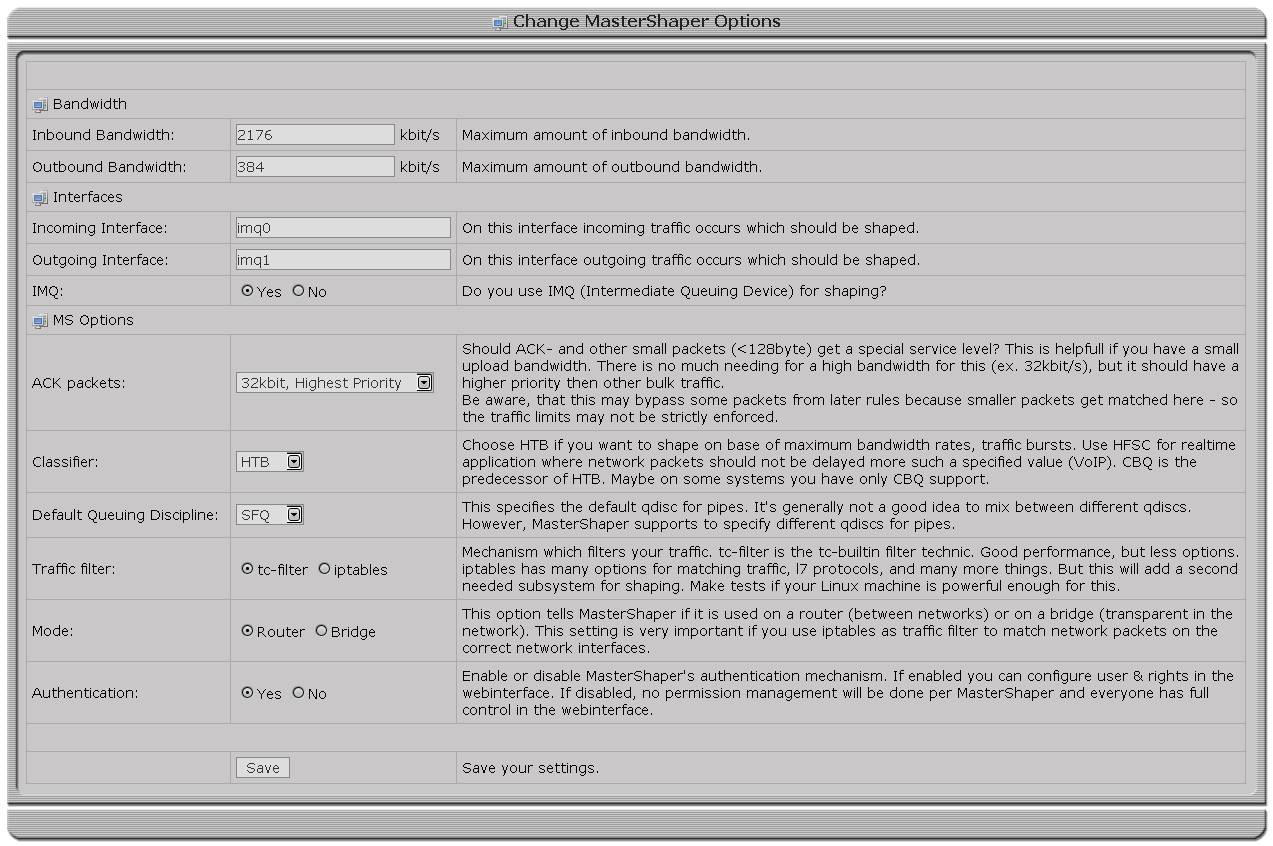 Change MasterShaper Options
Bandwidth
Inbound Bandwidth: 2176 kbit/s Maximum amount of inbound bandwidth.
Outbound Bandwidth: 384 kbit/s Maximum amount of outbound bandwidth.
Interfaces
Incoming Interface: imq0 On this interface incoming traffic occurs which should be shaped.
Outgoing Interface: imq1 On this interface outgoing traffic occurs which should be shaped.
IMQ: Yes No Do you use IMQ (Intermediate Queuing Device) for shaping?
MS Options
ACK packets: 32kbit, Highest Priority
Should ACK- and other small packets (<128byte) get a special service level? This is helpfull if you have a small
upload bandwidth. There is no much needing for a high bandwidth for this (ex. 32kbit/s), but it should have a
higher priority then other bulk traffic.
Be aware, that this may bypass some packets from later rules because smaller packets get matched here - so
the traffic limits may not be strictly enforced.
Classifier: HTB
Choose HTB if you want to shape on base of maximum bandwidth rates, traffic bursts. Use HFSC for realtime
application where network packets should not be delayed more such a specified value (VoIP). CBQ is the
predecessor of HTB. Maybe on some systems you have only CBQ support.
Default Queuing Discipline: SFQ
This specifies the default qdisc for pipes. It's generally not a good idea to mix between different qdiscs.
However, MasterShaper supports to specify different qdiscs for pipes.
Traffic filter: tc-filter iptables
Mechanism which filters your traffic. tc-filter is the tc-builtin filter technic. Good performance, but less options.
iptables has many options for matching traffic, l7 protocols, and many more things. But this will add a second
needed subsystem for shaping. Make tests if your Linux machine is powerful enough for this.
Mode: Router Bridge
This option tells MasterShaper if it is used on a router (between networks) or on a bridge (transparent in the
network). This setting is very important if you use iptables as traffic filter to match network packets on the
correct network interfaces.
Authentication: Yes No
Enable or disable MasterShaper's authentication mechanism. If enabled you can configure user & rights in the
webinterface. If disabled, no permission management will be done per MasterShaper and everyone has full
control in the webinterface.
Save Save your settings.